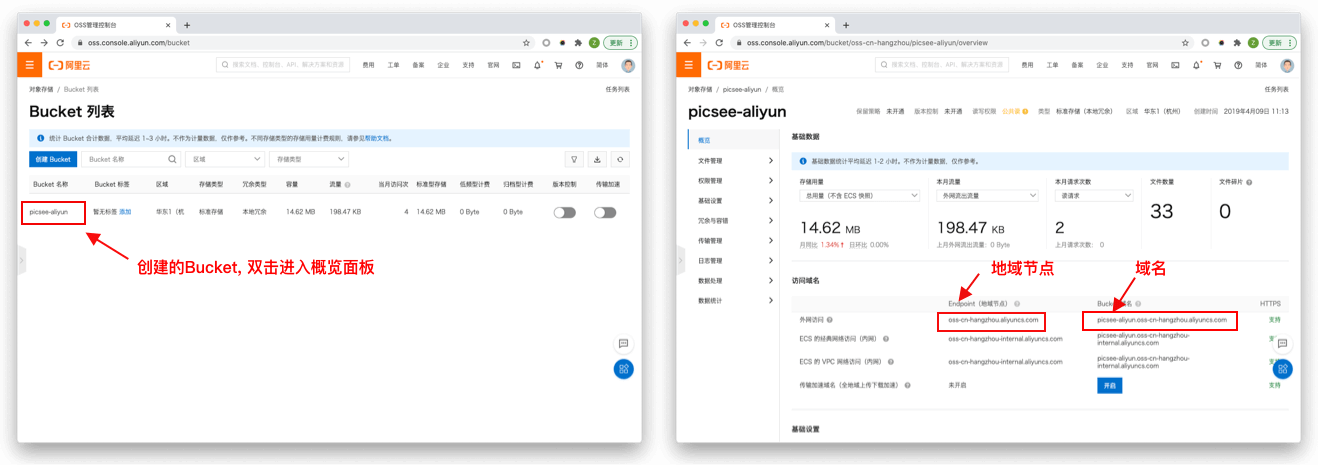 OSS管理控制台
oss.console.aliyun.com/bucket
更新
阿里云
搜索文档、控制台、API、解决方案和资源
费用 工单 备案 企业 支持 官网 简体
对象存储 / Bucket 列表
任务列表
Bucket 列表
统计 Bucket 合计数据，平均延迟 1~3 小时。不作为计量数据，仅作参考。不同存储类型的存储用量计费规则，请参见帮助文档。
创建 Bucket Bucket 名称 区域 存储类型
Bucket 名称 Bucket 标签 区域 存储类型 冗余类型 容量 流量 当月访问次 标准型存储 低频型计费 归档型计费 版本控制 传输加速
picsee-aliyun 暂无标签 添加 华东1（杭 标准存储 本地冗余 14.62 MB 198.47 KB 4 14.62 MB 0 Byte 0 Byte
创建的Bucket, 双击进入概览面板
OSS管理控制台
oss.console.aliyun.com/bucket/oss-cn-hangzhou/picsee-aliyun/overview
更新
阿里云
搜索文档、控制台、API、解决方案和资源
费用 工单 备案 企业 支持 官网 简体
对象存储 / picsee-aliyun / 概览
任务列表
picsee-aliyun
保留策略 未开通 版本控制 未开通 读写权限 类型 标准存储（本地冗余） 区域 华东1（杭州） 创建时间 2019年4月09日 11:13
概览
文件管理
权限管理
基础设置
冗余与容错
传输管理
日志管理
数据处理
数据统计
基础数据
基础数据统计平均延迟 1~2 小时。不作为计量数据，仅作参考。
存储用量 本月流量 本月请求次数 文件数量 文件碎片
总用量（不含 ECS 快照） 外网流出流量 读请求
14.62 MB 198.47 KB 2 33 0
月同比 1.34% 日环比 0.00% 上月外网流出流量: 0 Byte 上月请求次数: 0
地域节点 域名
访问域名
Endpoint（地域节点） Bucket 域名 HTTPS
外网访问 oss-cn-hangzhou.aliyuncs.com picsee-aliyun.oss-cn-hangzhou.aliyuncs.com 支持
ECS 的经典网络访问（内网） oss-cn-hangzhou-internal.aliyuncs.com picsee-aliyun.oss-cn-hangzhou-
internal.aliyuncs.com
ECS 的 VPC 网络访问（内网） oss-cn-hangzhou-internal.aliyuncs.com picsee-aliyun.oss-cn-hangzhou-
internal.aliyuncs.com
传输加速域名（全地域上传下载加速） 未开启 开启 支持
基础设置